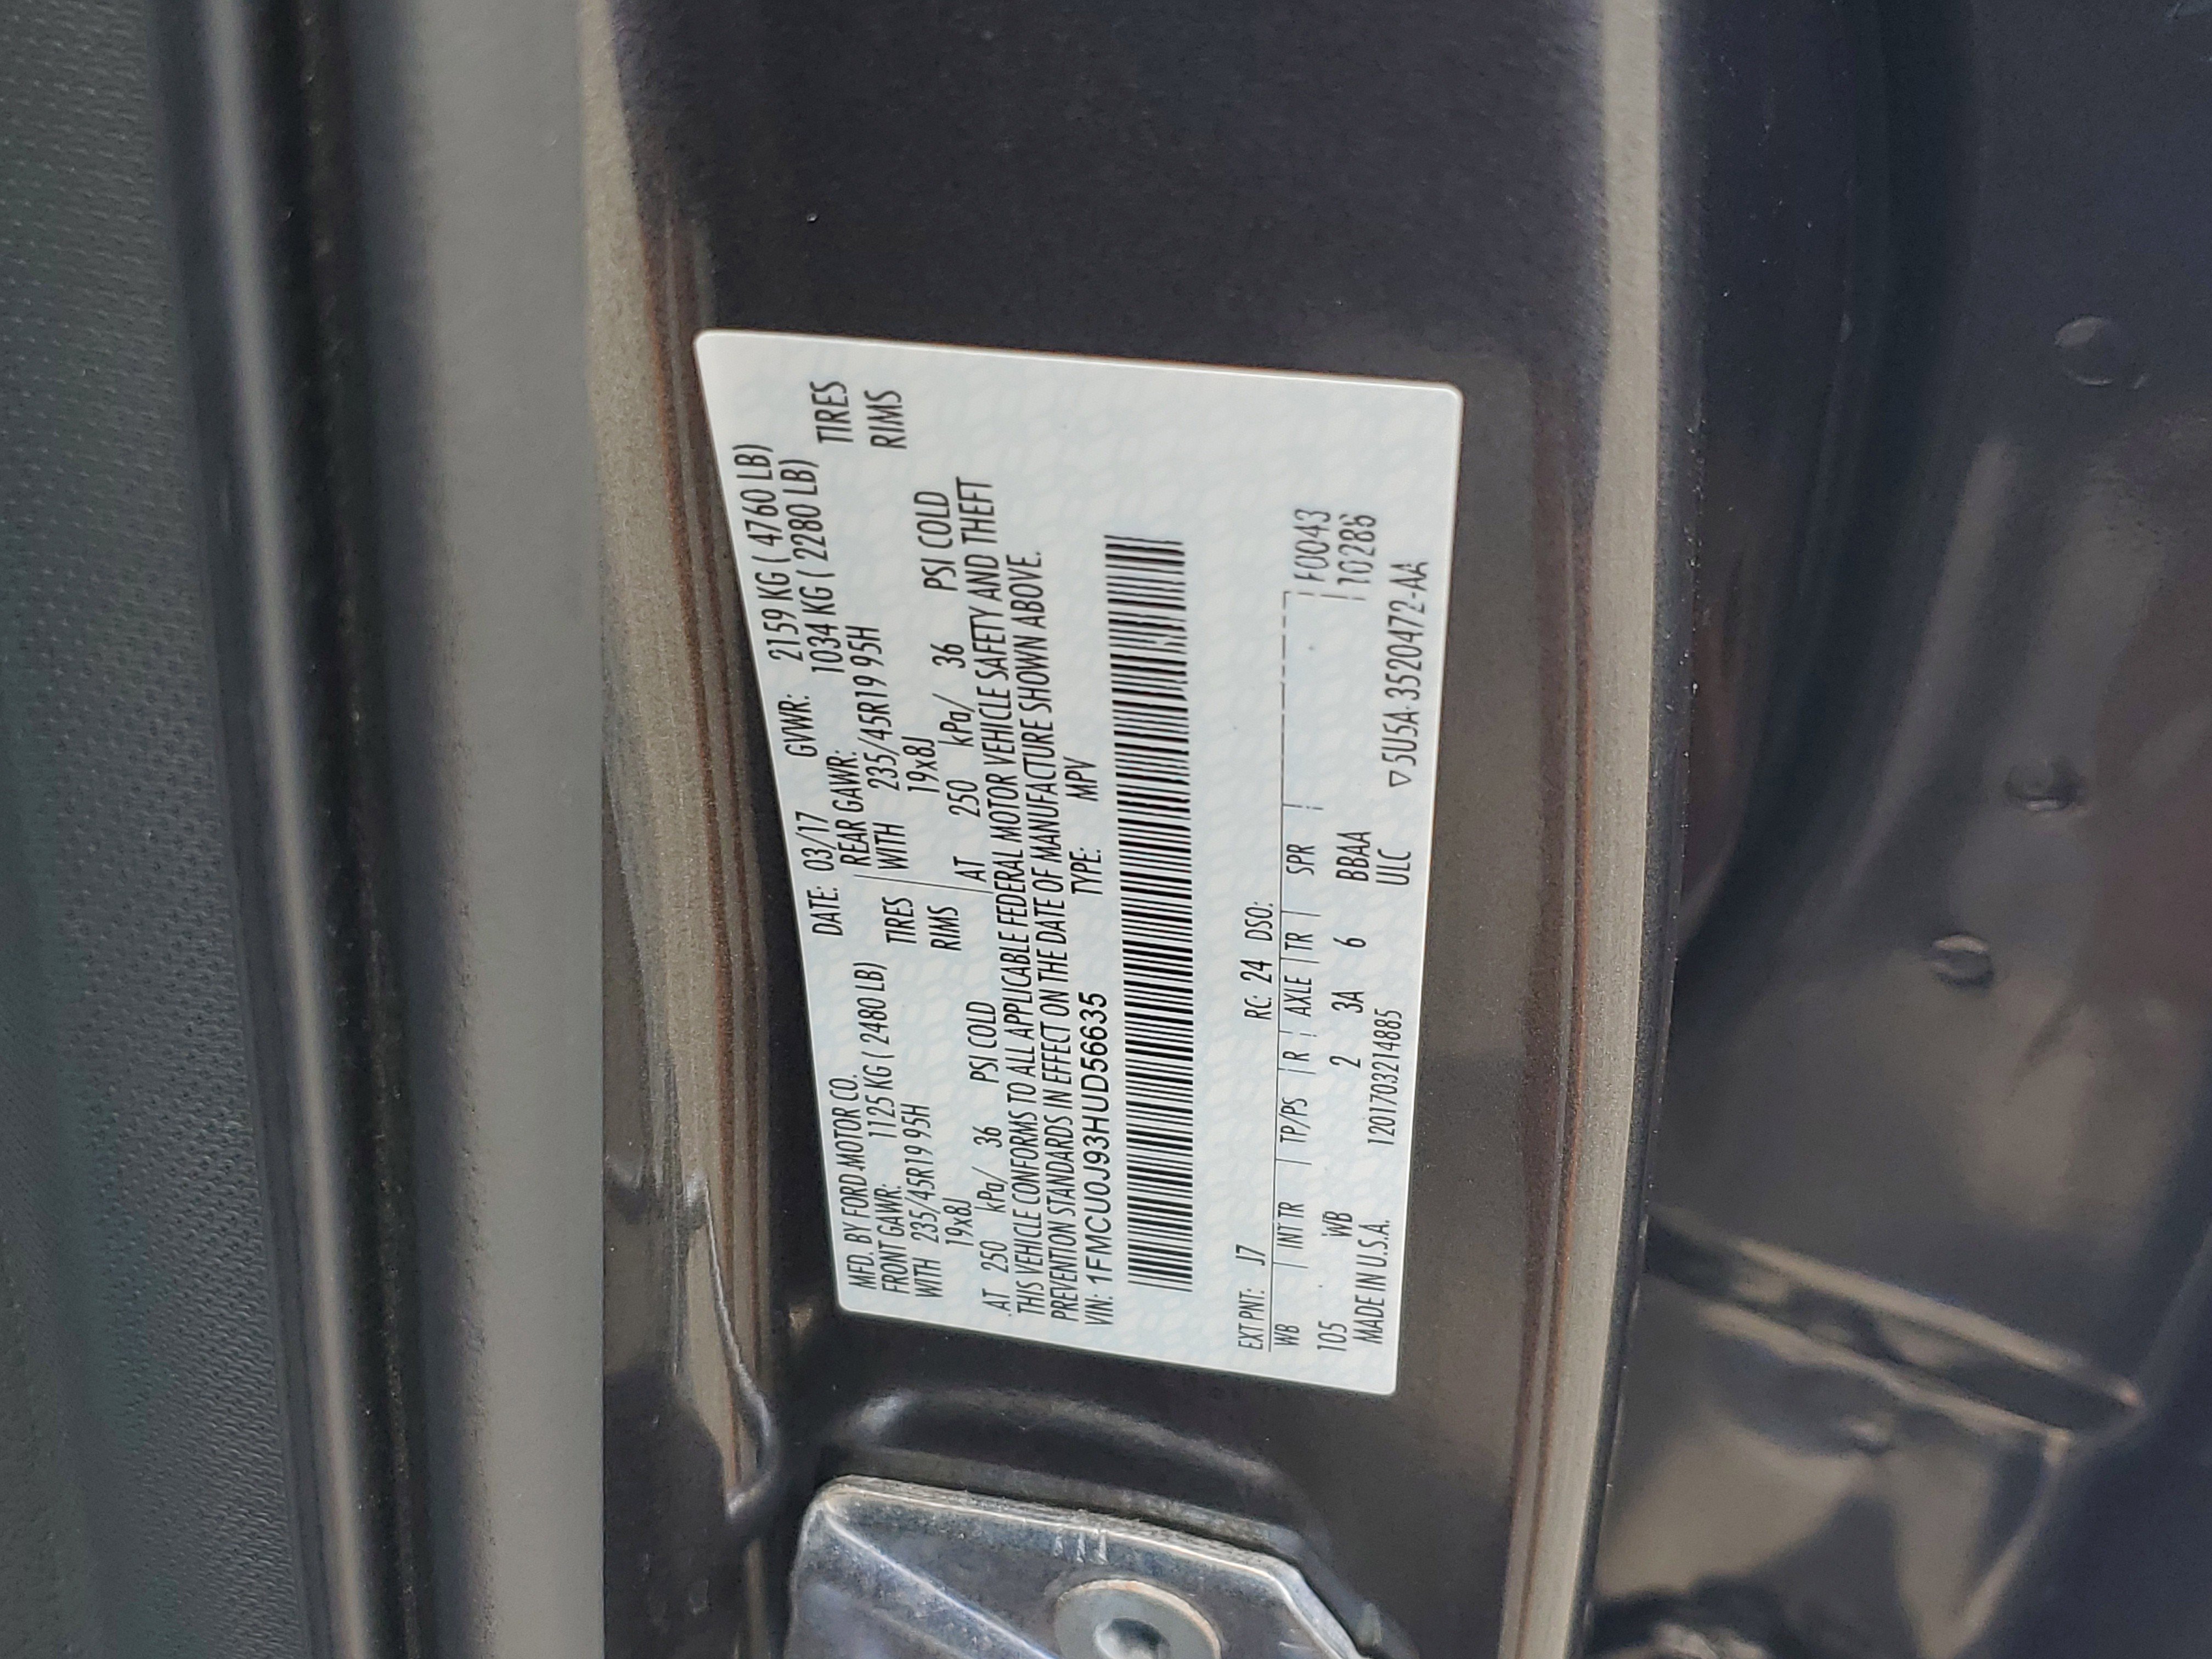 MFD. BY FORD MOTOR CO. DATE: 03/17 GVWR: 2159 KG ( 4760 LB)
FRONT GAWR: 1125 KG ( 2480 LB) REAR GAWR: 1034 KG ( 2280 LB)
WITH 235/45R19 95H TIRES WITH 235/45R19 95H TIRES
19x8J RIMS 19x8J RIMS
AT 250 kPa/ 36 PSI COLD AT 250 kPa/ 36 PSI COLD
THIS VEHICLE CONFORMS TO ALL APPLICABLE FEDERAL MOTOR VEHICLE SAFETY AND THEFT
PREVENTION STANDARDS IN EFFECT ON THE DATE OF MANUFACTURE SHOWN ABOVE.
VIN: 1FMCU0J93HUD56635 TYPE: MPV
EXT PNT: J7 RC: 24 DSO:
WB INT TR TP/PS R AXLE TR SPR F0043
105 WB 2 3A 6 BBAA 10286
MADE IN U.S.A. 1201703214885 ULC ▽5U5A-3520472-AA